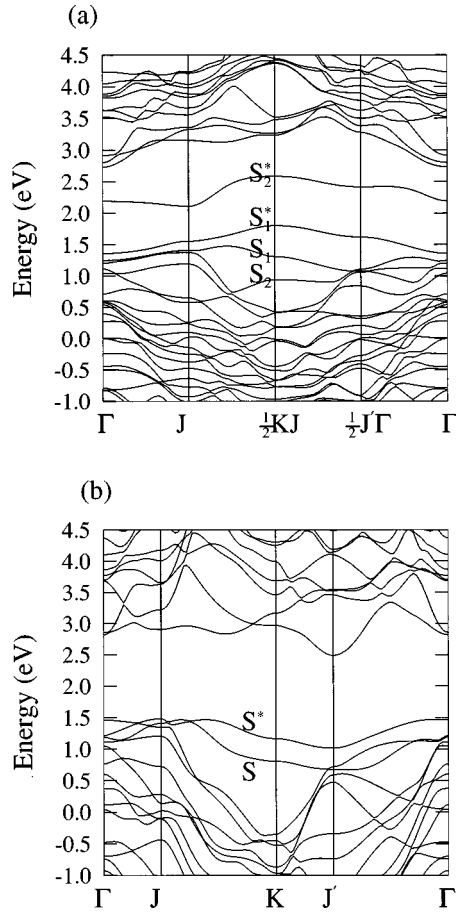 (a)
4.5
4.0
3.5
3.0
2.5
2.0
1.5
1.0
0.5
0.0
-0.5
-1.0
Energy (eV)
S₂*
S₁*
S₁
S₂
Γ J ½KJ ½J′Γ Γ
(b)
4.5
4.0
3.5
3.0
2.5
2.0
1.5
1.0
0.5
0.0
-0.5
-1.0
Energy (eV)
S*
S
Γ J K J′ Γ